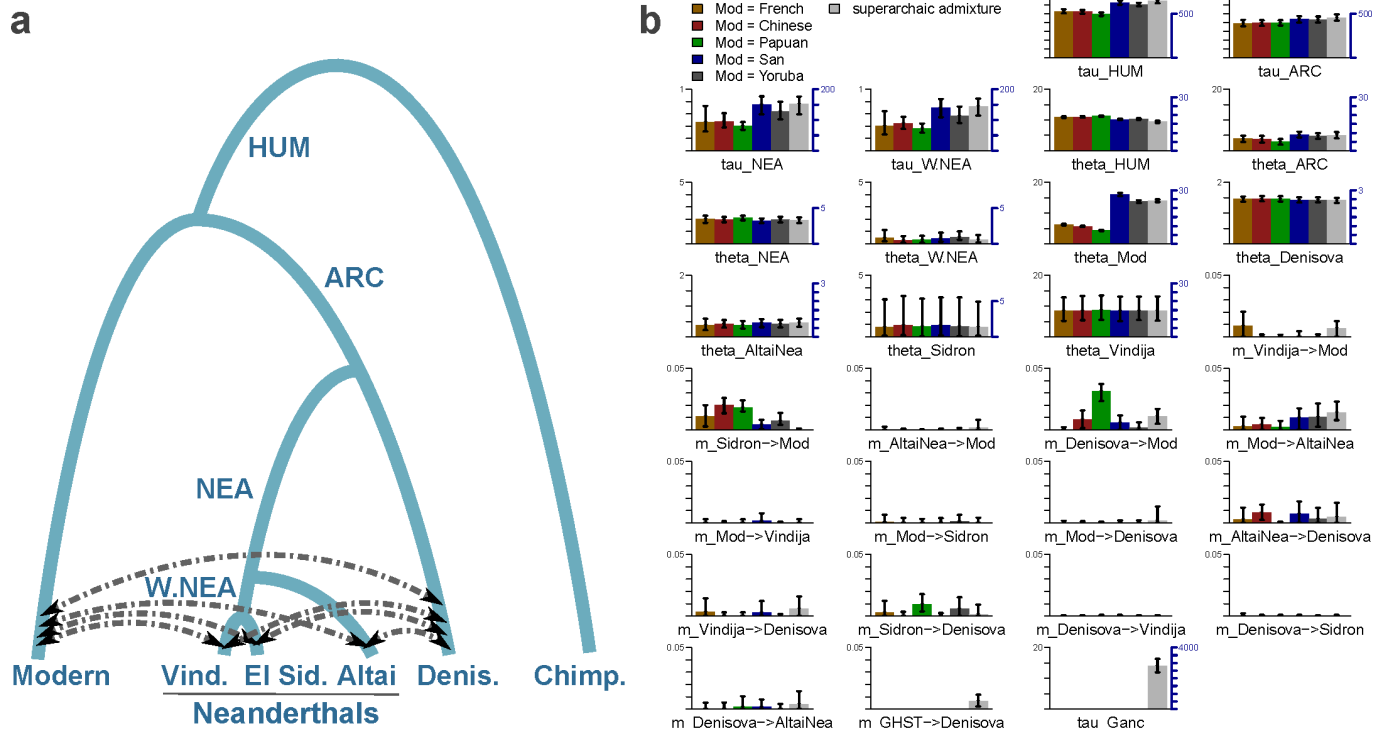 a
HUM
ARC
NEA
W.NEA
Modern Vind. El Sid. Altai Denis. Chimp.
Neanderthals
b
Mod = French superarchaic admixture
Mod = Chinese
Mod = Papuan
Mod = San
Mod = Yoruba
500 500
tau_HUM tau_ARC
1 200 1 200 20 30 20 30
tau_NEA tau_W.NEA theta_HUM theta_ARC
5 5 5 5 20 30 2 3
theta_NEA theta_W.NEA theta_Mod theta_Denisova
2 3 5 5 20 30 0.05
theta_AltaiNea theta_Sidron theta_Vindija m_Vindija−>Mod
0.05 0.05 0.05 0.05
m_Sidron−>Mod m_AltaiNea−>Mod m_Denisova−>Mod m_Mod−>AltaiNea
0.05 0.05 0.05 0.05
m_Mod−>Vindija m_Mod−>Sidron m_Mod−>Denisova m_AltaiNea−>Denisova
0.05 0.05 0.05 0.05
m_Vindija−>Denisova m_Sidron−>Denisova m_Denisova−>Vindija m_Denisova−>Sidron
0.05 0.05 20 4000
m_Denisova−>AltaiNea m_GHST−>Denisova tau_Ganc